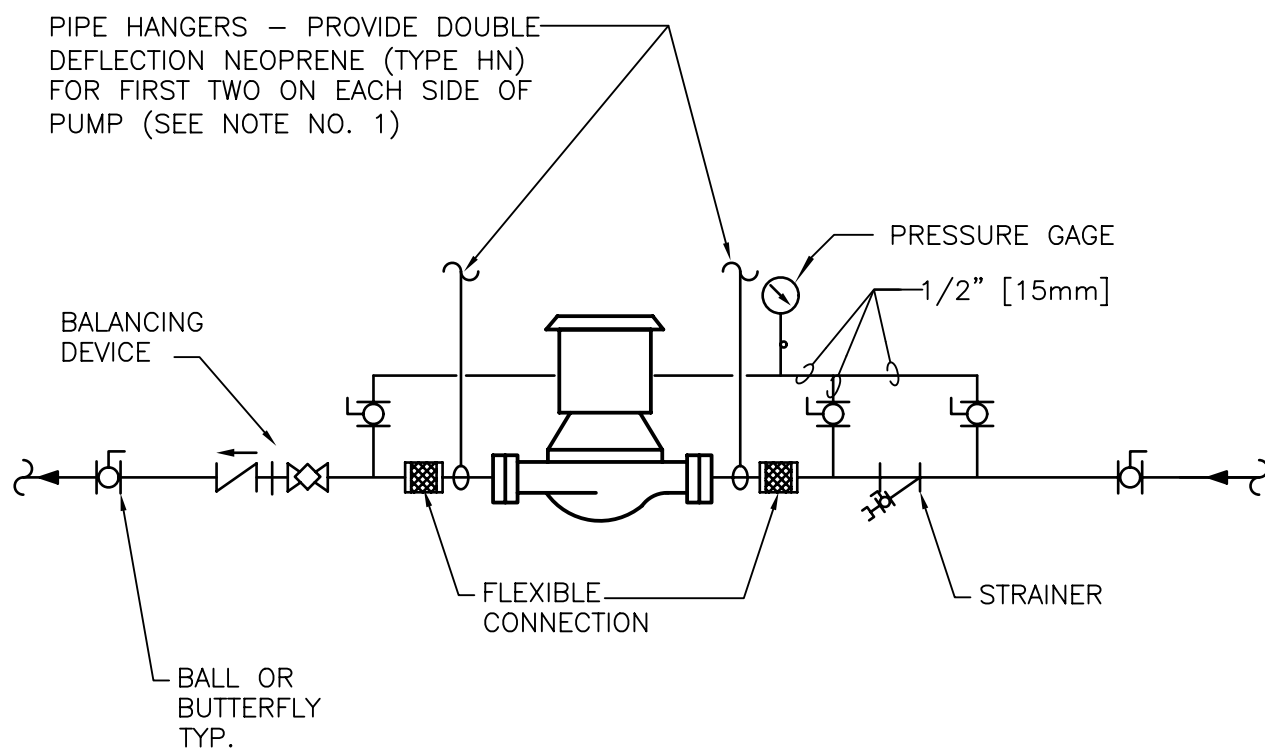 PIPE HANGERS – PROVIDE DOUBLE
DEFLECTION NEOPRENE (TYPE HN)
FOR FIRST TWO ON EACH SIDE OF
PUMP (SEE NOTE NO. 1)
PRESSURE GAGE
1/2" [15mm]
BALANCING
DEVICE
FLEXIBLE
CONNECTION
STRAINER
BALL OR
BUTTERFLY
TYP.